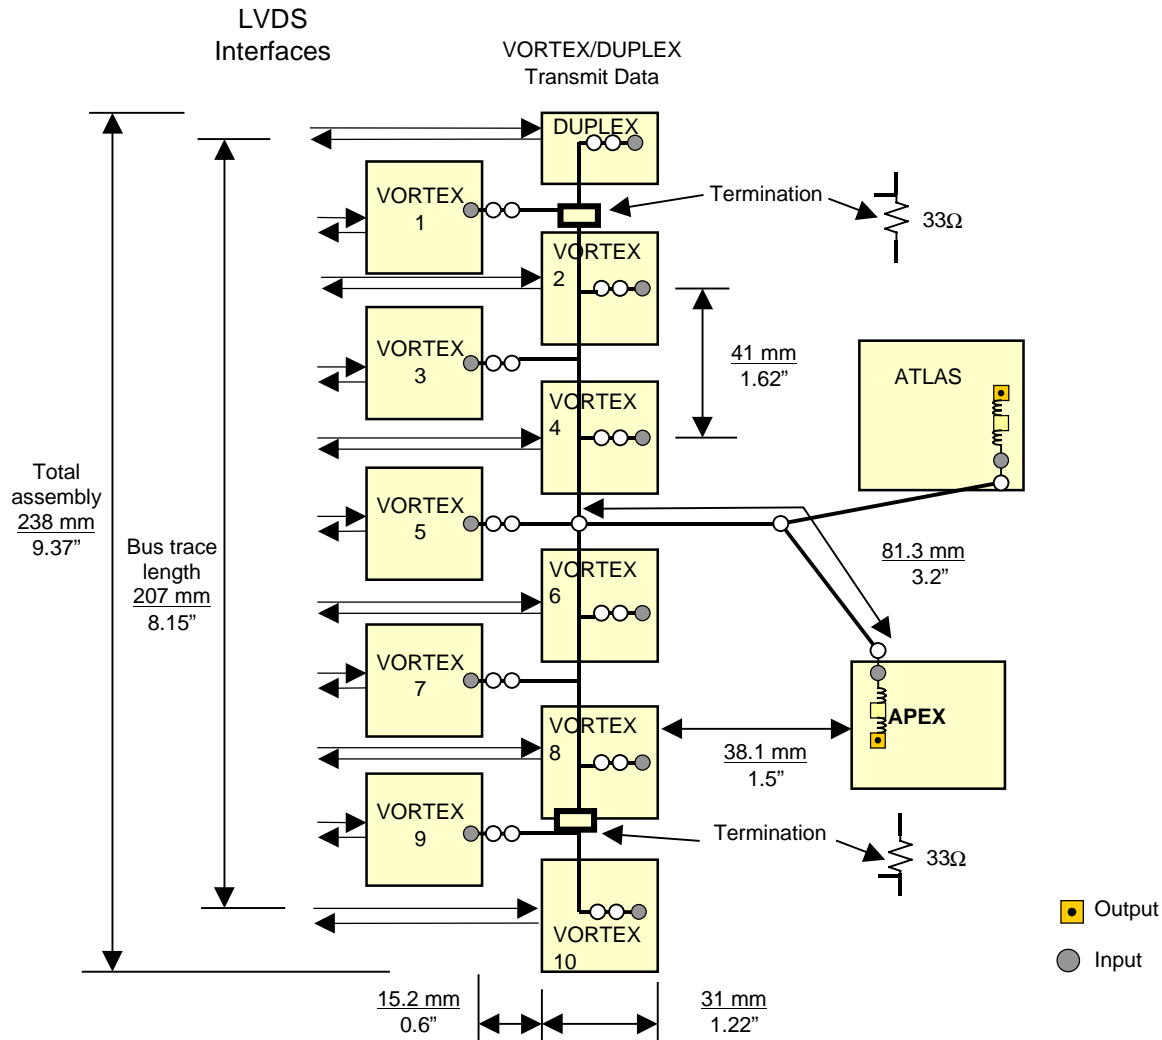 LVDS
Interfaces
VORTEX/DUPLEX
Transmit Data
DUPLEX
VORTEX
1
Termination
33Ω
VORTEX
2
VORTEX
3
41 mm
1.62”
ATLAS
VORTEX
4
Total
assembly
238 mm
9.37”
VORTEX
5
Bus trace
length
207 mm
8.15”
81.3 mm
3.2”
VORTEX
6
VORTEX
7
VORTEX
8
APEX
38.1 mm
1.5”
VORTEX
9
Termination
33Ω
VORTEX
10
Output
Input
15.2 mm
0.6”
31 mm
1.22”